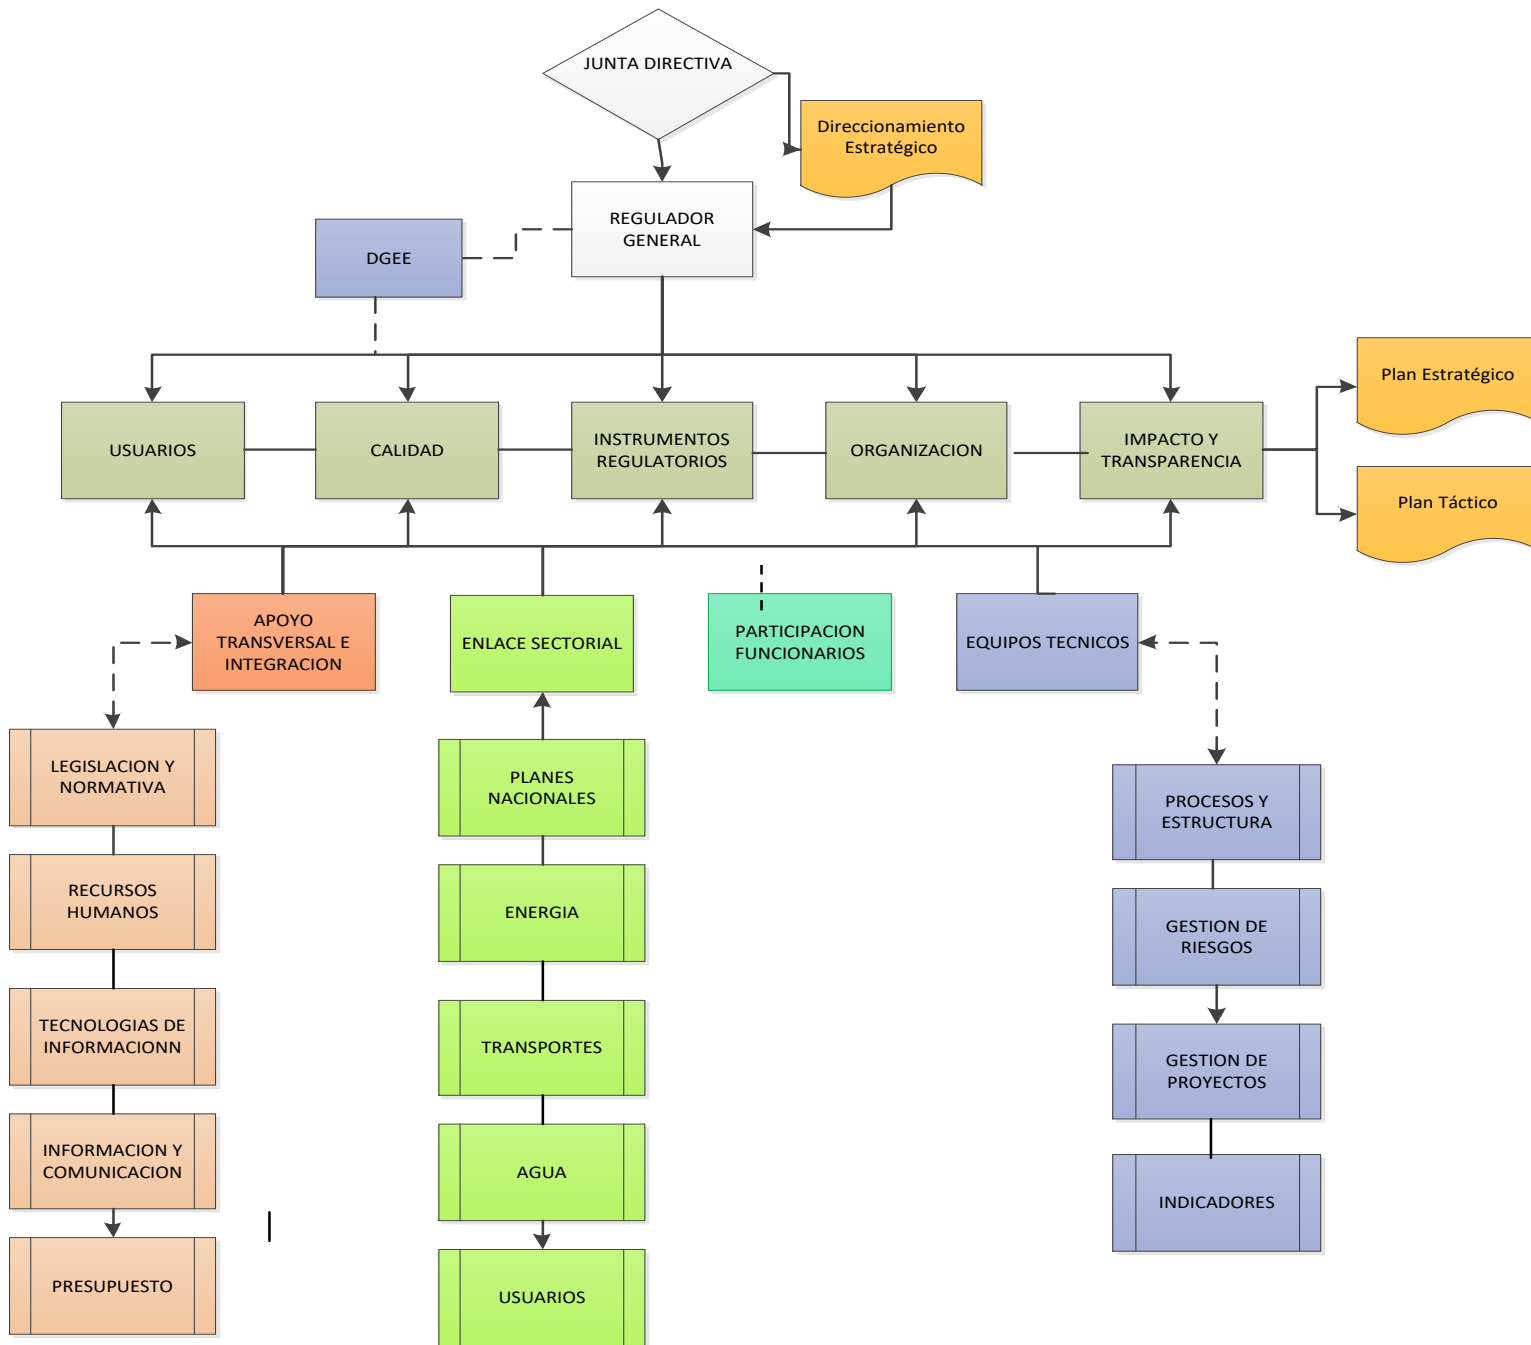 JUNTA DIRECTIVA
Direccionamiento
Estratégico
REGULADOR
GENERAL
DGEE
Plan Estratégico
USUARIOS
CALIDAD
INSTRUMENTOS
REGULATORIOS
ORGANIZACION
IMPACTO Y
TRANSPARENCIA
Plan Táctico
APOYO
TRANSVERSAL E
INTEGRACION
ENLACE SECTORIAL
PARTICIPACION
FUNCIONARIOS
EQUIPOS TECNICOS
LEGISLACION Y
NORMATIVA
RECURSOS
HUMANOS
TECNOLOGIAS DE
INFORMACIONN
INFORMACION Y
COMUNICACION
PRESUPUESTO
PLANES
NACIONALES
ENERGIA
TRANSPORTES
AGUA
USUARIOS
PROCESOS Y
ESTRUCTURA
GESTION DE
RIESGOS
GESTION DE
PROYECTOS
INDICADORES